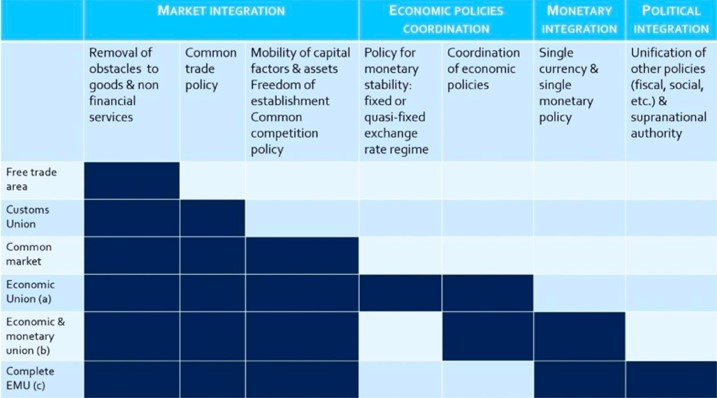 MARKET INTEGRATION
ECONOMIC POLICIES
COORDINATION
MONETARY
INTEGRATION
POLITICAL
INTEGRATION
Removal of
obstacles to
goods & non
financial
services
Common
trade
policy
Mobility of capital
factors & assets
Freedom of
establishment
Common
competition
policy
Policy for
monetary
stability:
fixed or
quasi-fixed
exchange
rate regime
Coordination
of economic
policies
Single
currency &
single
monetary
policy
Unification of
other policies
(fiscal, social,
etc.) &
supranational
authority
Free trade
area
Customs
Union
Common
market
Economic
Union (a)
Economic &
monetary
union (b)
Complete
EMU (c)